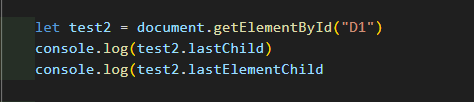 let test2 = document.getElementById("D1")
console.log(test2.lastChild)
console.log(test2.lastElementChild